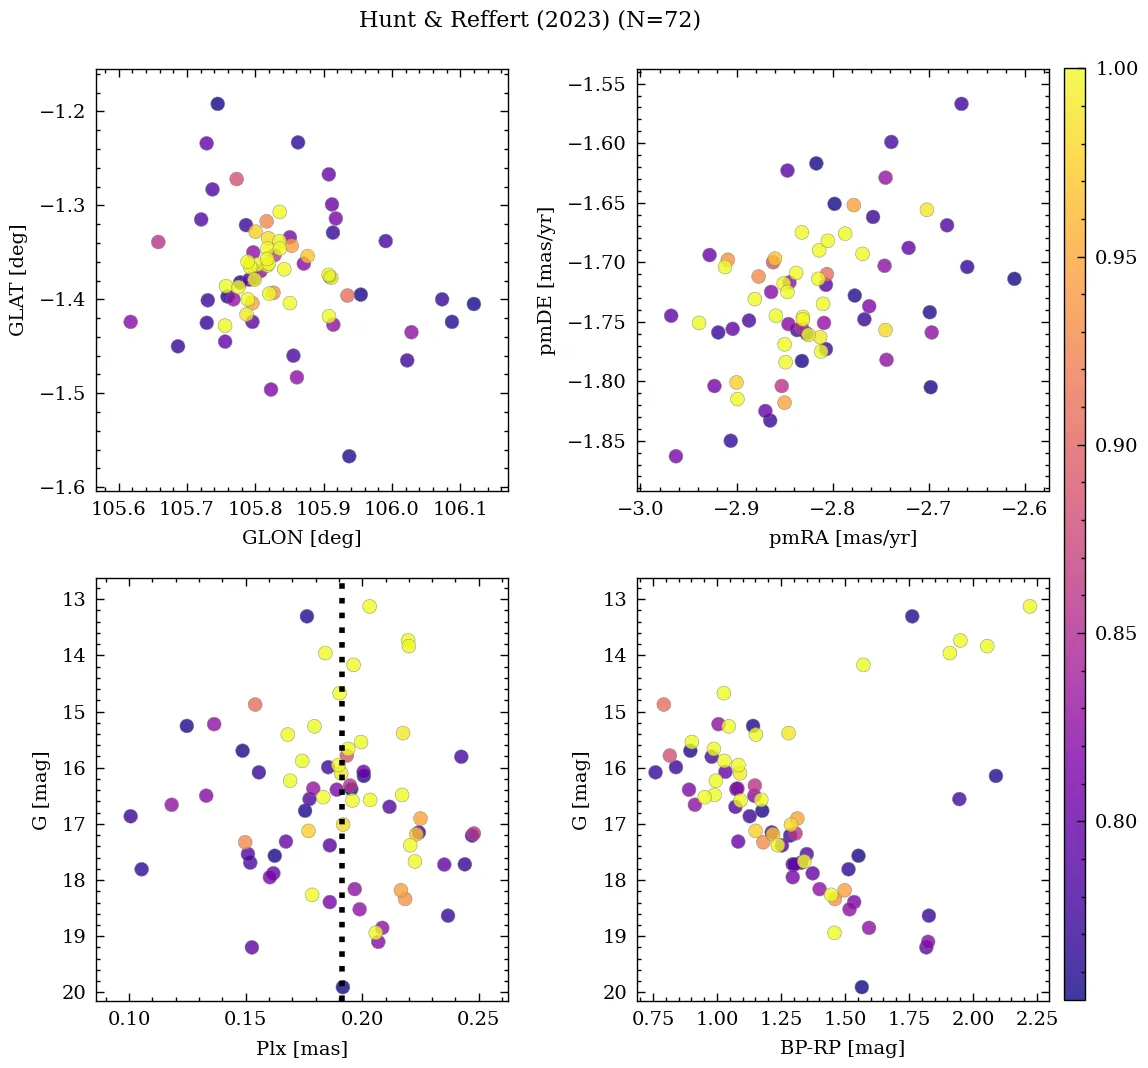 Hunt & Reffert (2023) (N=72)
−1.2
−1.3
−1.4
−1.5
−1.6
GLAT [deg]
105.6 105.7 105.8 105.9 106.0 106.1
GLON [deg]
−1.55
−1.60
−1.65
−1.70
−1.75
−1.80
−1.85
pmDE [mas/yr]
−3.0 −2.9 −2.8 −2.7 −2.6
pmRA [mas/yr]
1.00
0.95
0.90
0.85
0.80
13
14
15
16
17
18
19
20
G [mag]
0.10 0.15 0.20 0.25
Plx [mas]
13
14
15
16
17
18
19
20
G [mag]
0.75 1.00 1.25 1.50 1.75 2.00 2.25
BP-RP [mag]